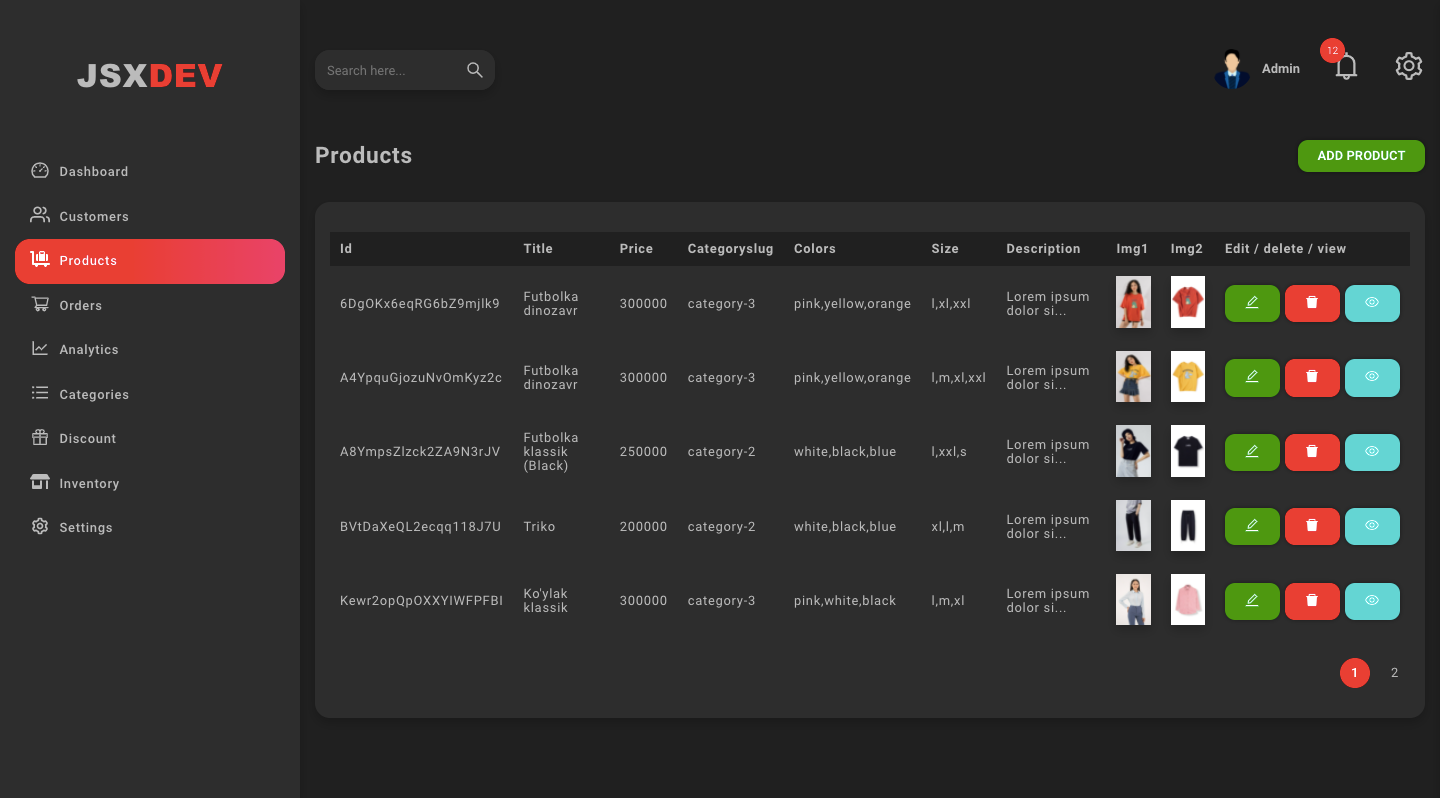 JSXDEV
Search here...
12
Admin
Dashboard
Customers
Products
Orders
Analytics
Categories
Discount
Inventory
Settings
Products
ADD PRODUCT
Id Title Price Categoryslug Colors Size Description Img1 Img2 Edit / delete / view
6DgOKx6eqRG6bZ9mjlk9 Futbolka dinozavr 300000 category-3 pink,yellow,orange l,xl,xxl Lorem ipsum dolor si...
A4YpquGjozuNvOmKyz2c Futbolka dinozavr 300000 category-3 pink,yellow,orange l,m,xl,xxl Lorem ipsum dolor si...
A8YmpsZlzck2ZA9N3rJV Futbolka klassik (Black) 250000 category-2 white,black,blue l,xxl,s Lorem ipsum dolor si...
BVtDaXeQL2ecqq118J7U Triko 200000 category-2 white,black,blue xl,l,m Lorem ipsum dolor si...
Kewr2opQpOXXYIWFPFBI Ko'ylak klassik 300000 category-3 pink,white,black l,m,xl Lorem ipsum dolor si...
1 2